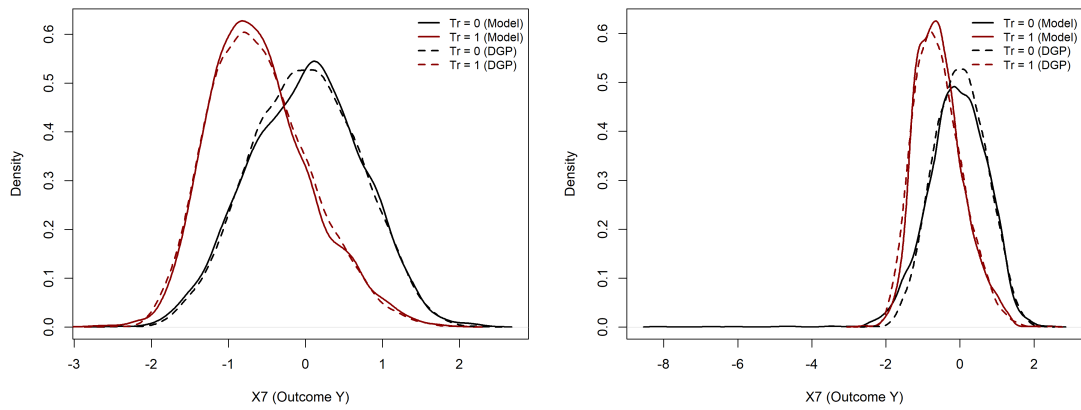 Tr = 0 (Model)
Tr = 1 (Model)
Tr = 0 (DGP)
Tr = 1 (DGP)
Density
0.0 0.1 0.2 0.3 0.4 0.5 0.6
-3 -2 -1 0 1 2
X7 (Outcome Y)
Tr = 0 (Model)
Tr = 1 (Model)
Tr = 0 (DGP)
Tr = 1 (DGP)
Density
0.0 0.1 0.2 0.3 0.4 0.5 0.6
-8 -6 -4 -2 0 2
X7 (Outcome Y)